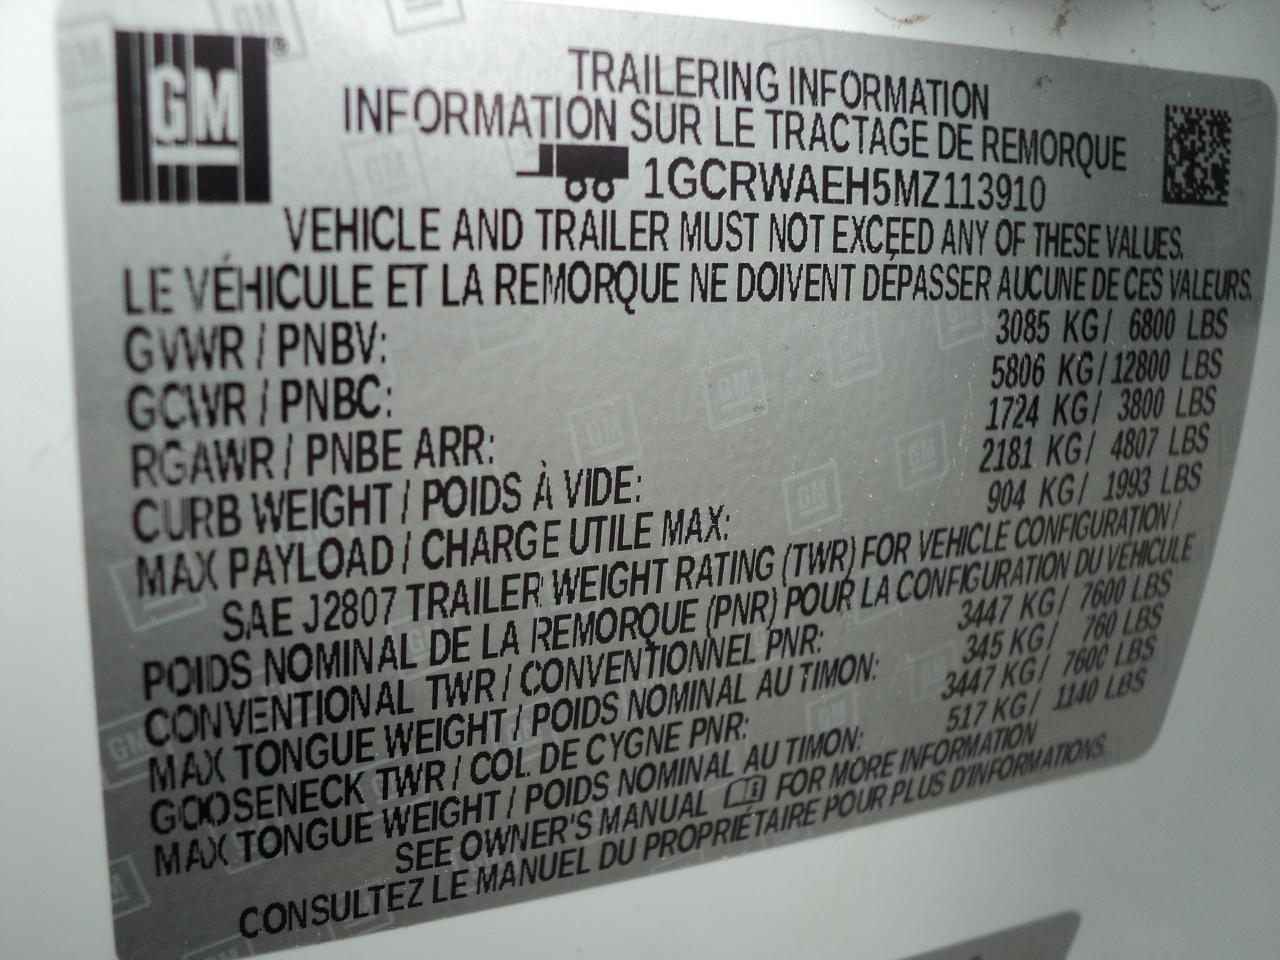 GM
TRAILERING INFORMATION
INFORMATION SUR LE TRACTAGE DE REMORQUE
1GCRWAEH5MZ113910
VEHICLE AND TRAILER MUST NOT EXCEED ANY OF THESE VALUES.
LE VÉHICULE ET LA REMORQUE NE DOIVENT DÉPASSER AUCUNE DE CES VALEURS.
GVWR / PNBV: 3085 KG/ 6800 LBS
GCWR / PNBC: 5806 KG/ 12800 LBS
RGAWR / PNBE ARR: 1724 KG/ 3800 LBS
CURB WEIGHT / POIDS À VIDE: 2181 KG/ 4807 LBS
MAX PAYLOAD / CHARGE UTILE MAX: 904 KG/ 1993 LBS
SAE J2807 TRAILER WEIGHT RATING (TWR) FOR VEHICLE CONFIGURATION /
POIDS NOMINAL DE LA REMORQUE (PNR) POUR LA CONFIGURATION DU VÉHICULE
CONVENTIONAL TWR / CONVENTIONNEL PNR: 3447 KG/ 7600 LBS
MAX TONGUE WEIGHT / POIDS NOMINAL AU TIMON: 345 KG/ 760 LBS
GOOSENECK TWR / COL DE CYGNE PNR: 3447 KG/ 7600 LBS
MAX TONGUE WEIGHT / POIDS NOMINAL AU TIMON: 517 KG/ 1140 LBS
SEE OWNER'S MANUAL FOR MORE INFORMATION
CONSULTEZ LE MANUEL DU PROPRIÉTAIRE POUR PLUS D'INFORMATIONS.